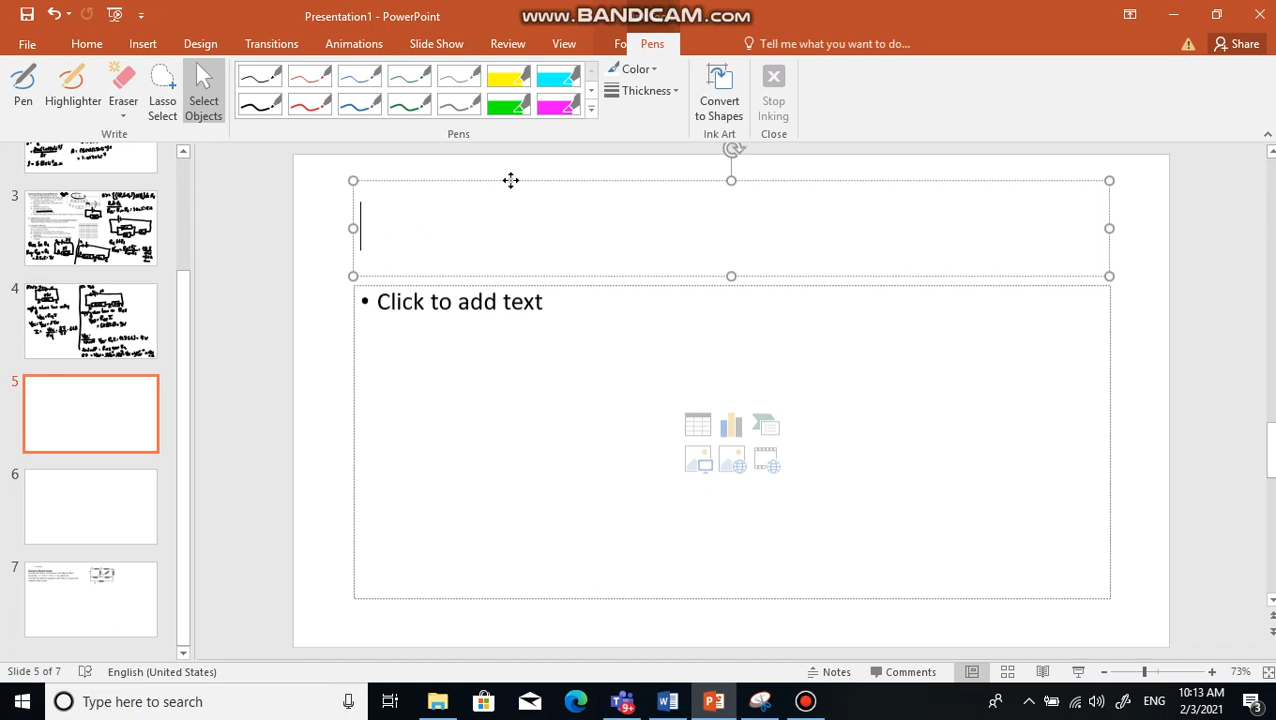 Presentation1 - PowerPoint
www.BANDICAM.com
File
Home
Insert
Design
Transitions
Animations
Slide Show
Review
View
Fo
Pens
Tell me what you want to do...
Share
Pen
Highlighter
Eraser
Lasso
Select
Select
Objects
Write
Pens
Color
Thickness
Convert
to Shapes
Ink Art
Stop
Inking
Close
3
4
5
6
7
• Click to add text
Slide 5 of 7
English (United States)
Notes
Comments
73%
Type here to search
9+
ENG
10:13 AM
2/3/2021
3